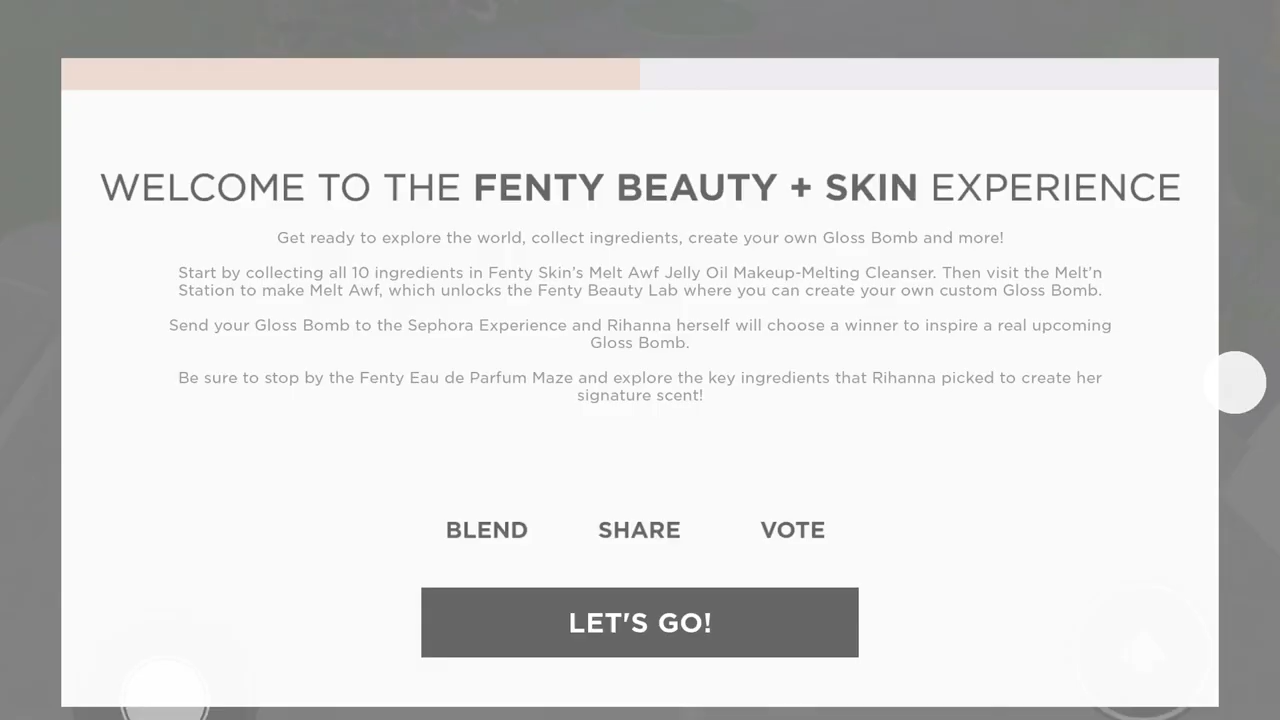 WELCOME TO THE FENTY BEAUTY + SKIN EXPERIENCE
Get ready to explore the world, collect ingredients, create your own Gloss Bomb and more!
Start by collecting all 10 ingredients in Fenty Skin's Melt Awf Jelly Oil Makeup-Melting Cleanser. Then visit the Melt'n
Station to make Melt Awf, which unlocks the Fenty Beauty Lab where you can create your own custom Gloss Bomb.
Send your Gloss Bomb to the Sephora Experience and Rihanna herself will choose a winner to inspire a real upcoming
Gloss Bomb.
Be sure to stop by the Fenty Eau de Parfum Maze and explore the key ingredients that Rihanna picked to create her
signature scent!
BLEND SHARE VOTE
LET'S GO!